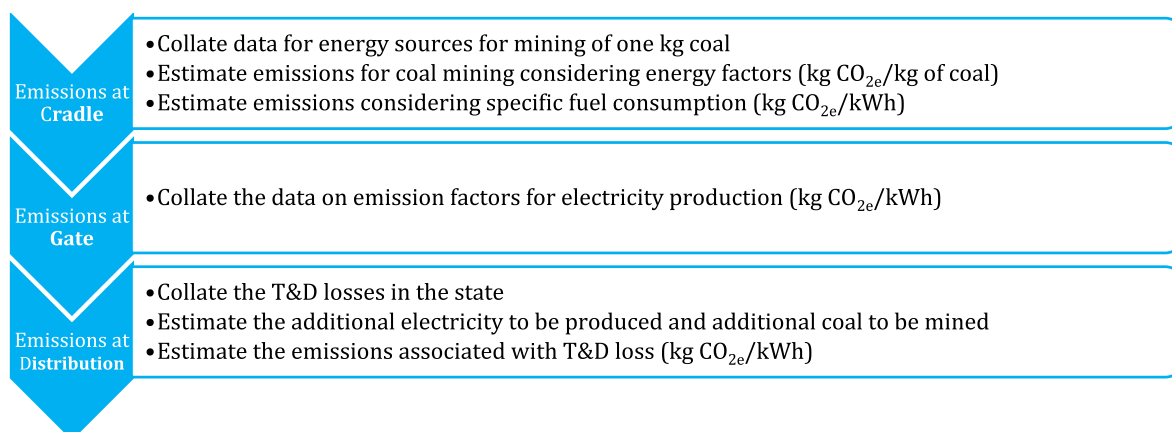 Emissions at
Cradle
•Collate data for energy sources for mining of one kg coal
•Estimate emissions for coal mining considering energy factors (kg CO2e/kg of coal)
•Estimate emissions considering specific fuel consumption (kg CO2e/kWh)
Emissions at
Gate
•Collate the data on emission factors for electricity production (kg CO2e/kWh)
Emissions at
Distribution
•Collate the T&D losses in the state
•Estimate the additional electricity to be produced and additional coal to be mined
•Estimate the emissions associated with T&D loss (kg CO2e/kWh)